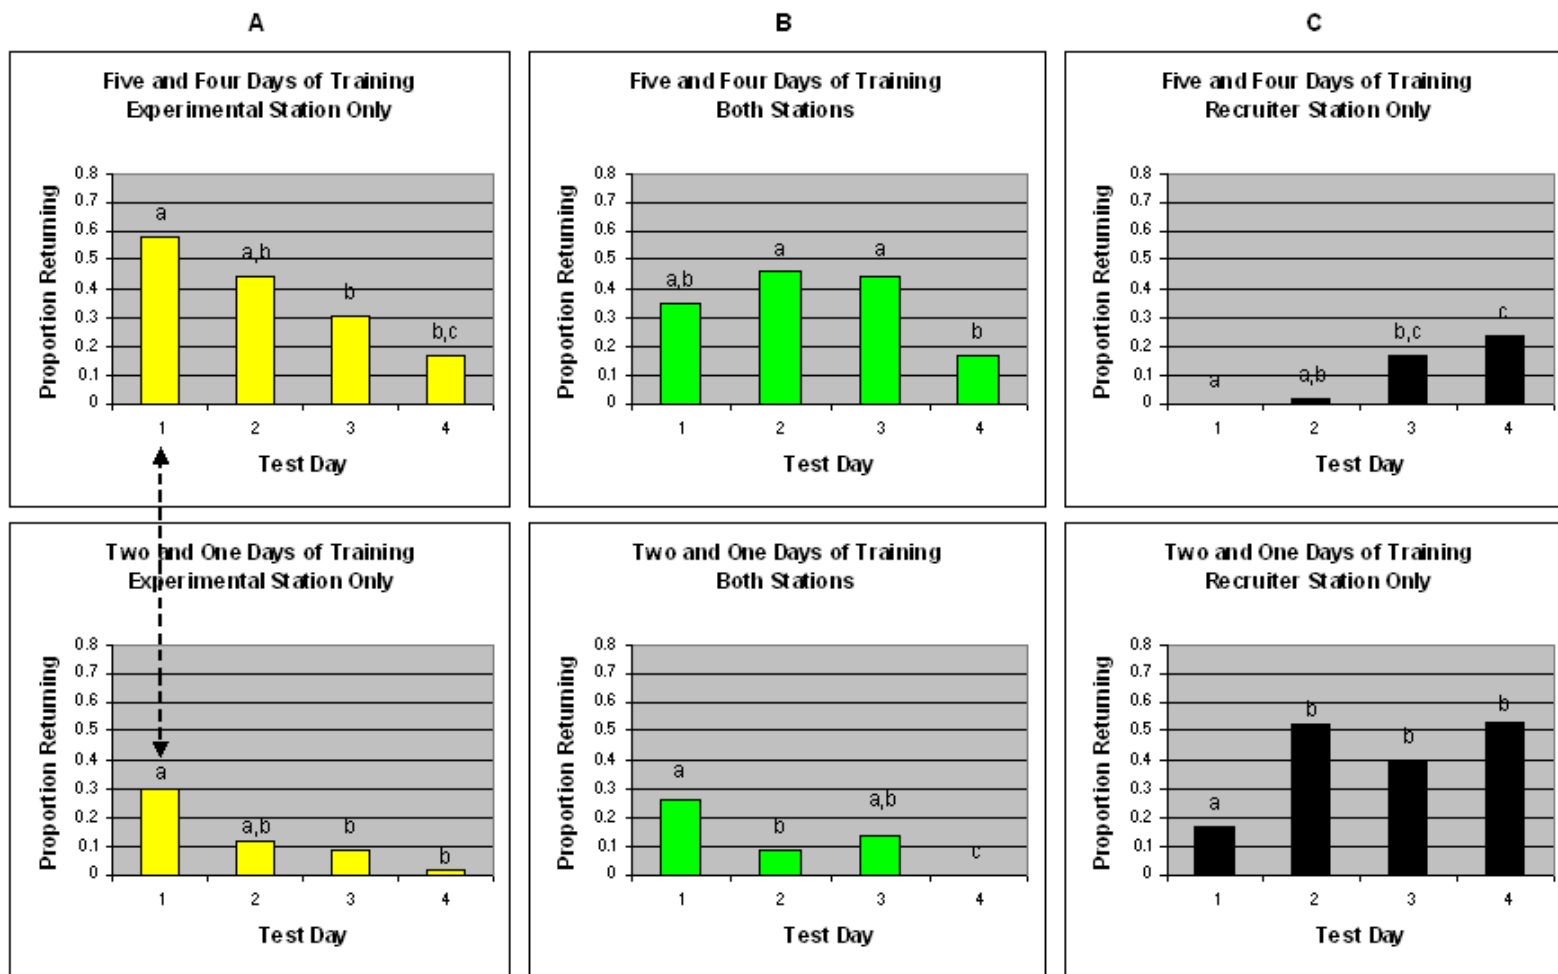 A
B
C
Five and Four Days of Training
Experimental Station Only
Proportion Returning
0.8
0.7
0.6
0.5
0.4
0.3
0.2
0.1
0
a
a,b
b
b,c
1 2 3 4
Test Day
Five and Four Days of Training
Both Stations
Proportion Returning
0.8
0.7
0.6
0.5
0.4
0.3
0.2
0.1
0
a,b
a
a
b
1 2 3 4
Test Day
Five and Four Days of Training
Recruiter Station Only
Proportion Returning
0.8
0.7
0.6
0.5
0.4
0.3
0.2
0.1
0
a
a,b
b,c
c
1 2 3 4
Test Day
Two and One Days of Training
Experimental Station Only
Proportion Returning
0.8
0.7
0.6
0.5
0.4
0.3
0.2
0.1
0
a
a,b
b
b
1 2 3 4
Test Day
Two and One Days of Training
Both Stations
Proportion Returning
0.8
0.7
0.6
0.5
0.4
0.3
0.2
0.1
0
a
b
a,b
c
1 2 3 4
Test Day
Two and One Days of Training
Recruiter Station Only
Proportion Returning
0.8
0.7
0.6
0.5
0.4
0.3
0.2
0.1
0
a
b
b
b
1 2 3 4
Test Day